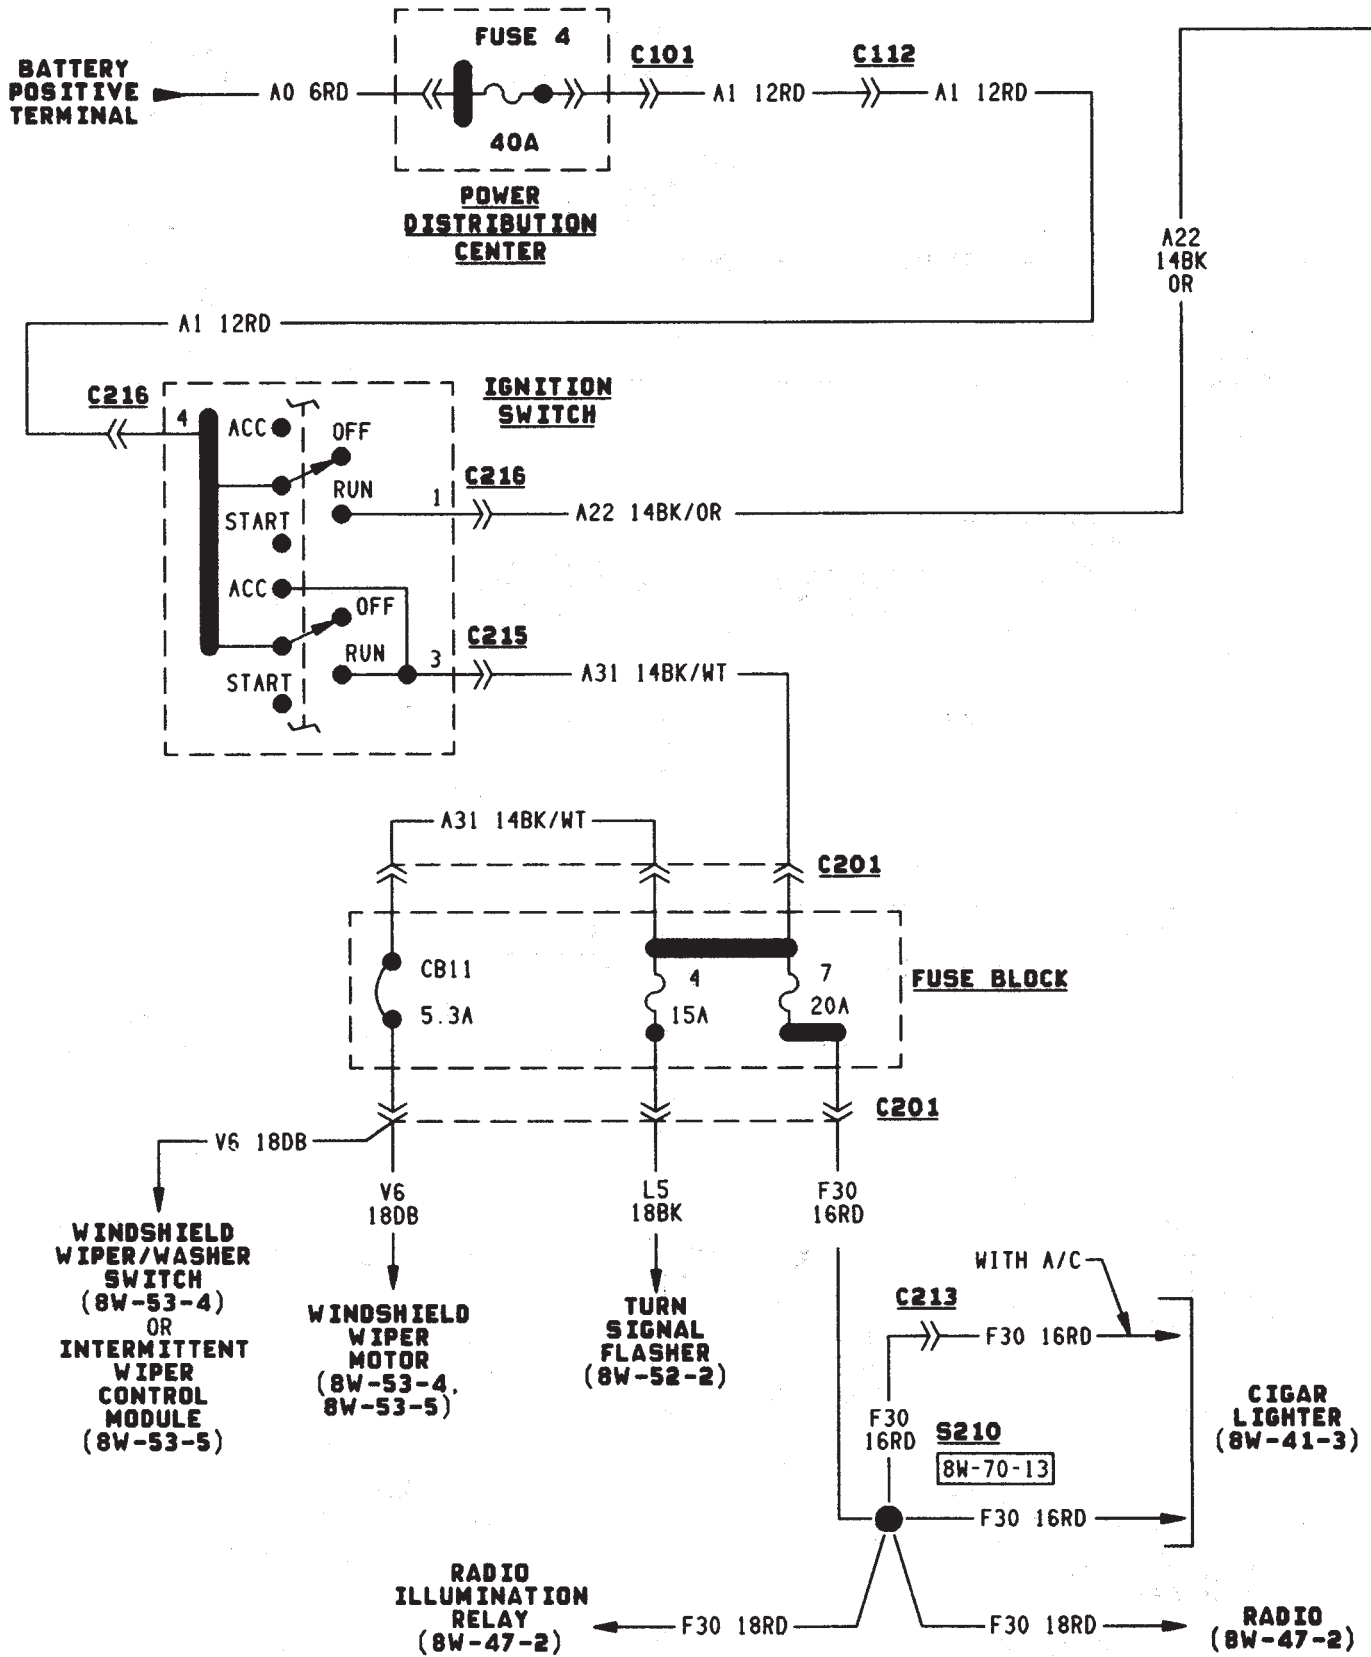 FUSE 4
C101
C112
BATTERY
POSITIVE
TERMINAL
A0 6RD
A1 12RD
A1 12RD
40A
POWER
DISTRIBUTION
CENTER
A22
14BK
OR
A1 12RD
IGNITION
SWITCH
C216
4
ACC
OFF
C216
RUN
1
A22 14BK/OR
START
ACC
OFF
C215
RUN
3
A31 14BK/WT
START
A31 14BK/WT
C201
CB11
4
7
FUSE BLOCK
5.3A
15A
20A
C201
V6 18DB
V6
18DB
L5
18BK
F30
16RD
WINDSHIELD
WIPER/WASHER
SWITCH
(8W-53-4)
OR
INTERMITTENT
WIPER
CONTROL
MODULE
(8W-53-5)
WINDSHIELD
WIPER
MOTOR
(8W-53-4,
8W-53-5)
TURN
SIGNAL
FLASHER
(8W-52-2)
WITH A/C
C213
F30 16RD
F30
16RD
S210
8W-70-13
CIGAR
LIGHTER
(8W-41-3)
F30 16RD
RADIO
ILLUMINATION
RELAY
(8W-47-2)
F30 18RD
F30 18RD
RADIO
(8W-47-2)